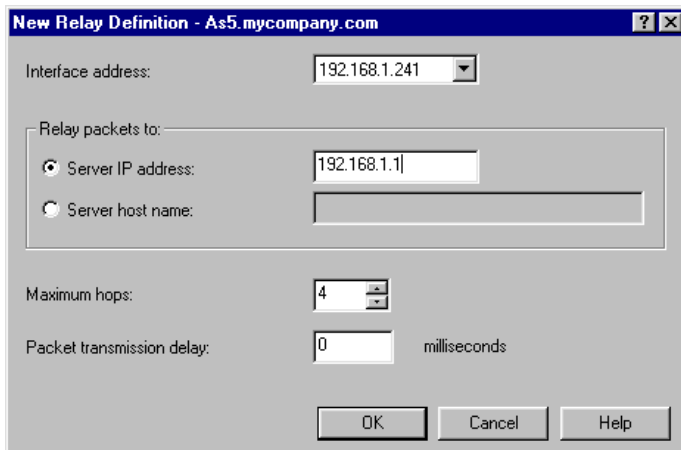 New Relay Definition - As5.mycompany.com
Interface address: 192.168.1.241
Relay packets to:
Server IP address: 192.168.1.1
Server host name:
Maximum hops: 4
Packet transmission delay: 0 milliseconds
OK Cancel Help